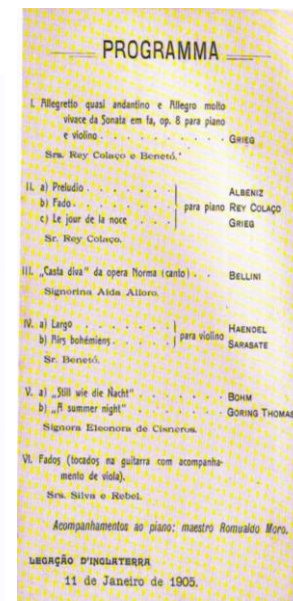 PROGRAMMA
I. Allegretto quasi andantino e Allegro molto
vivace da Sonata em fa, op. 8 para piano
e violino . . . . . . . . . . GRIEG
Srs. Rey Colaço e Benetó.
II. a) Preludio . . . . . . ALBENIZ
b) Fado . . . . . . para piano REY COLAÇO
c) Le jour de la noce . . . GRIEG
Sr. Rey Colaço.
III. „Casta diva" da opera Norma (canto) . . BELLINI
Signorina Aida Alloro.
IV. a) Largo . . . . . . HAENDEL
b) Airs bohémiens . . . . . para violino SARASATE
Sr. Benetó.
V. a) „Still wie die Nacht" . . . . . . BOHM
b) „A summer night" . . . . . . GORING THOMAS
Signora Eleonora de Cisneros.
VI. Fados (tocados na guitarra com acompanha-
mento de viola).
Srs. Silva e Rebel.
Acompanhamentos ao piano: maestro Romualdo Moro.
LEGAÇÃO D'INGLATERRA
11 de Janeiro de 1905.